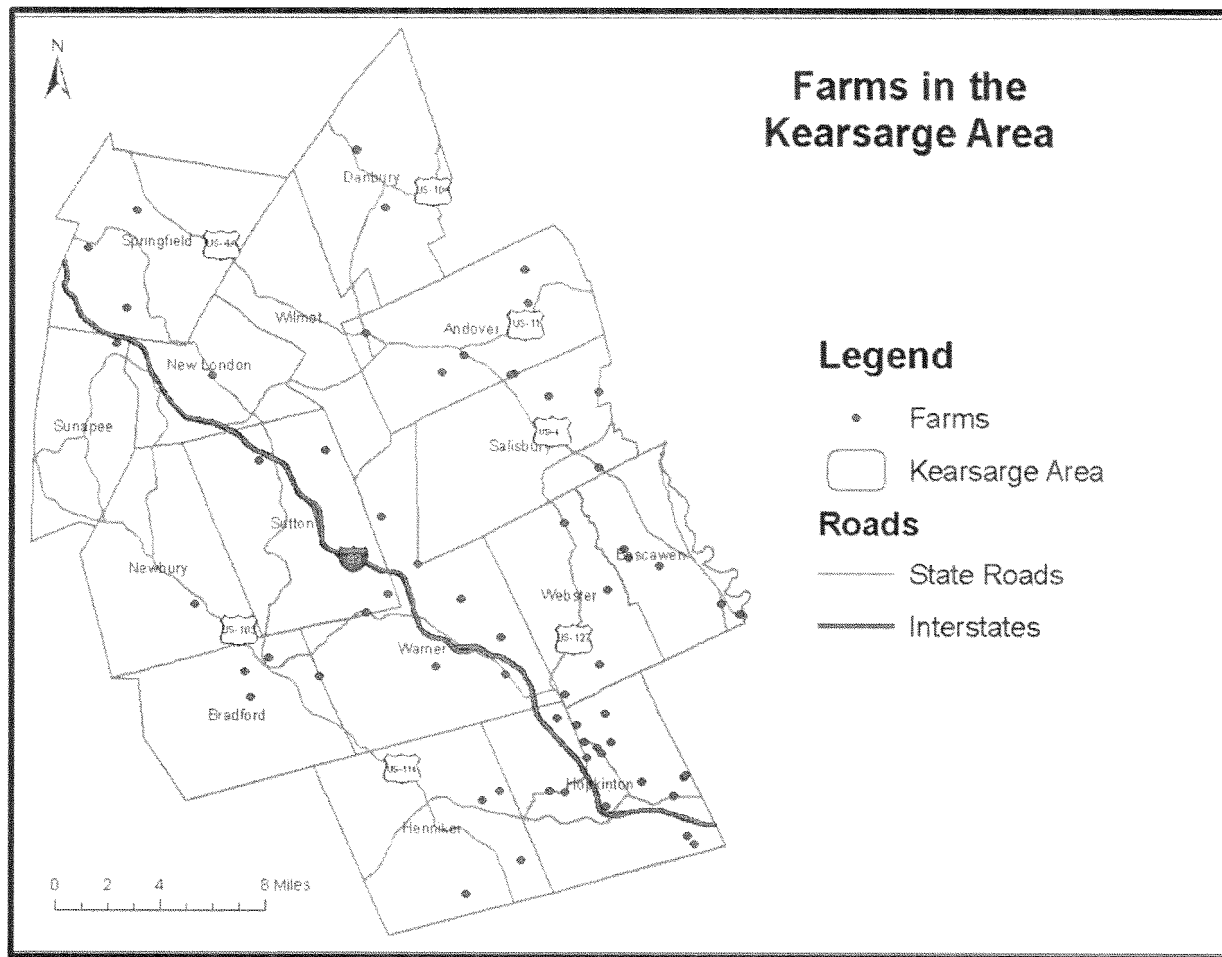 N
Farms in the
Kearsarge Area
Danbury
US-104
Springfield
US-4A
Wilmot
Andover
US-11
New London
Sunapee
Salisbury
US-4
Sutton
Newbury
Boscawen
Webster
US-103
US-127
Warner
Bradford
US-114
Hopkinton
Henniker
0 2 4 8 Miles
Legend
Farms
Kearsarge Area
Roads
State Roads
Interstates